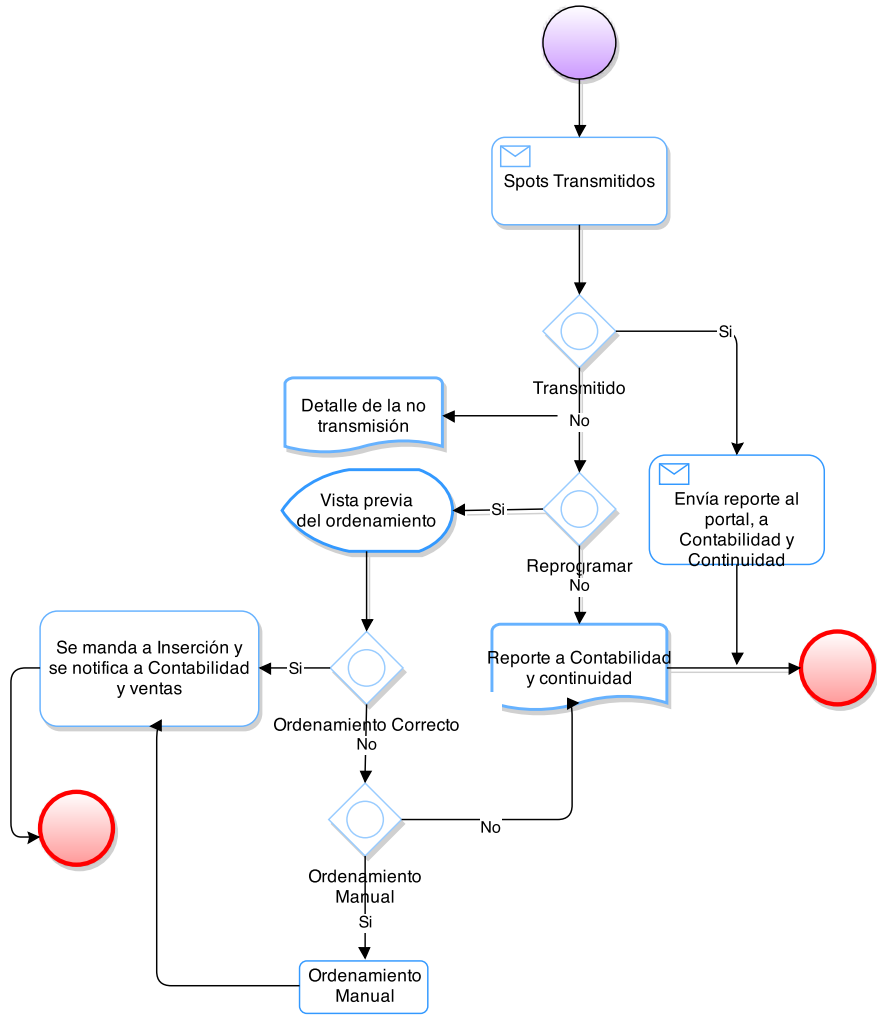 Spots Transmitidos
Si
Transmitido
No
Detalle de la no
transmisión
Vista previa
del ordenamiento
Si
Envía reporte al
portal, a
Contabilidad y
Continuidad
Reprogramar
No
Se manda a Inserción y
se notifica a Contabilidad
y ventas
Si
Reporte a Contabilidad
y continuidad
Ordenamiento Correcto
No
No
Ordenamiento
Manual
Si
Ordenamiento
Manual